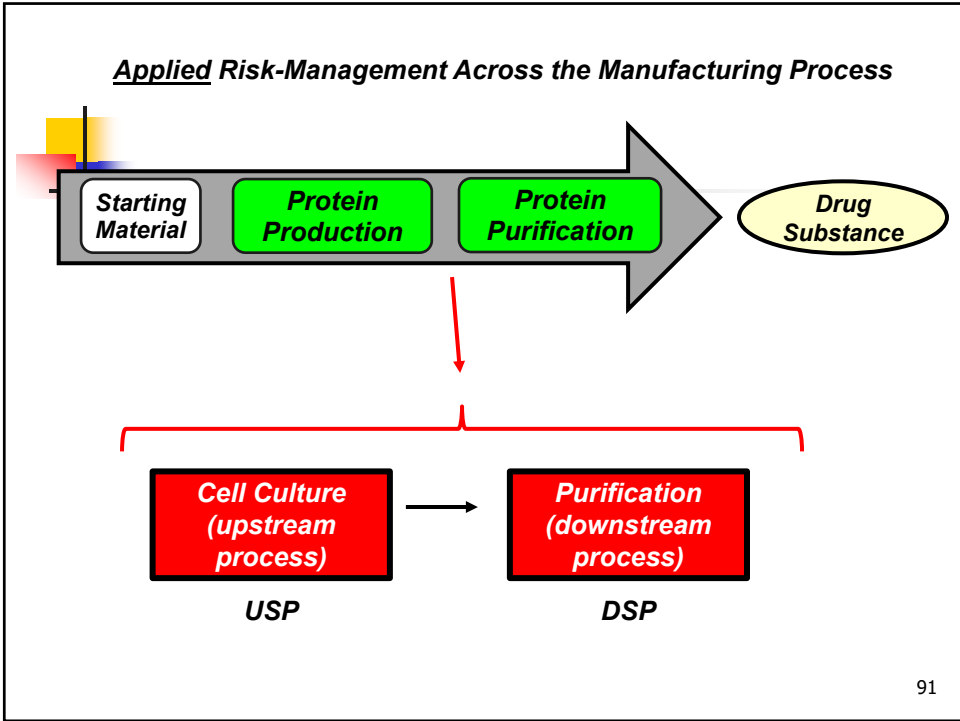 Applied Risk-Management Across the Manufacturing Process
Starting
Material
Protein
Production
Protein
Purification
Drug
Substance
Cell Culture
(upstream
process)
Purification
(downstream
process)
USP
DSP
91